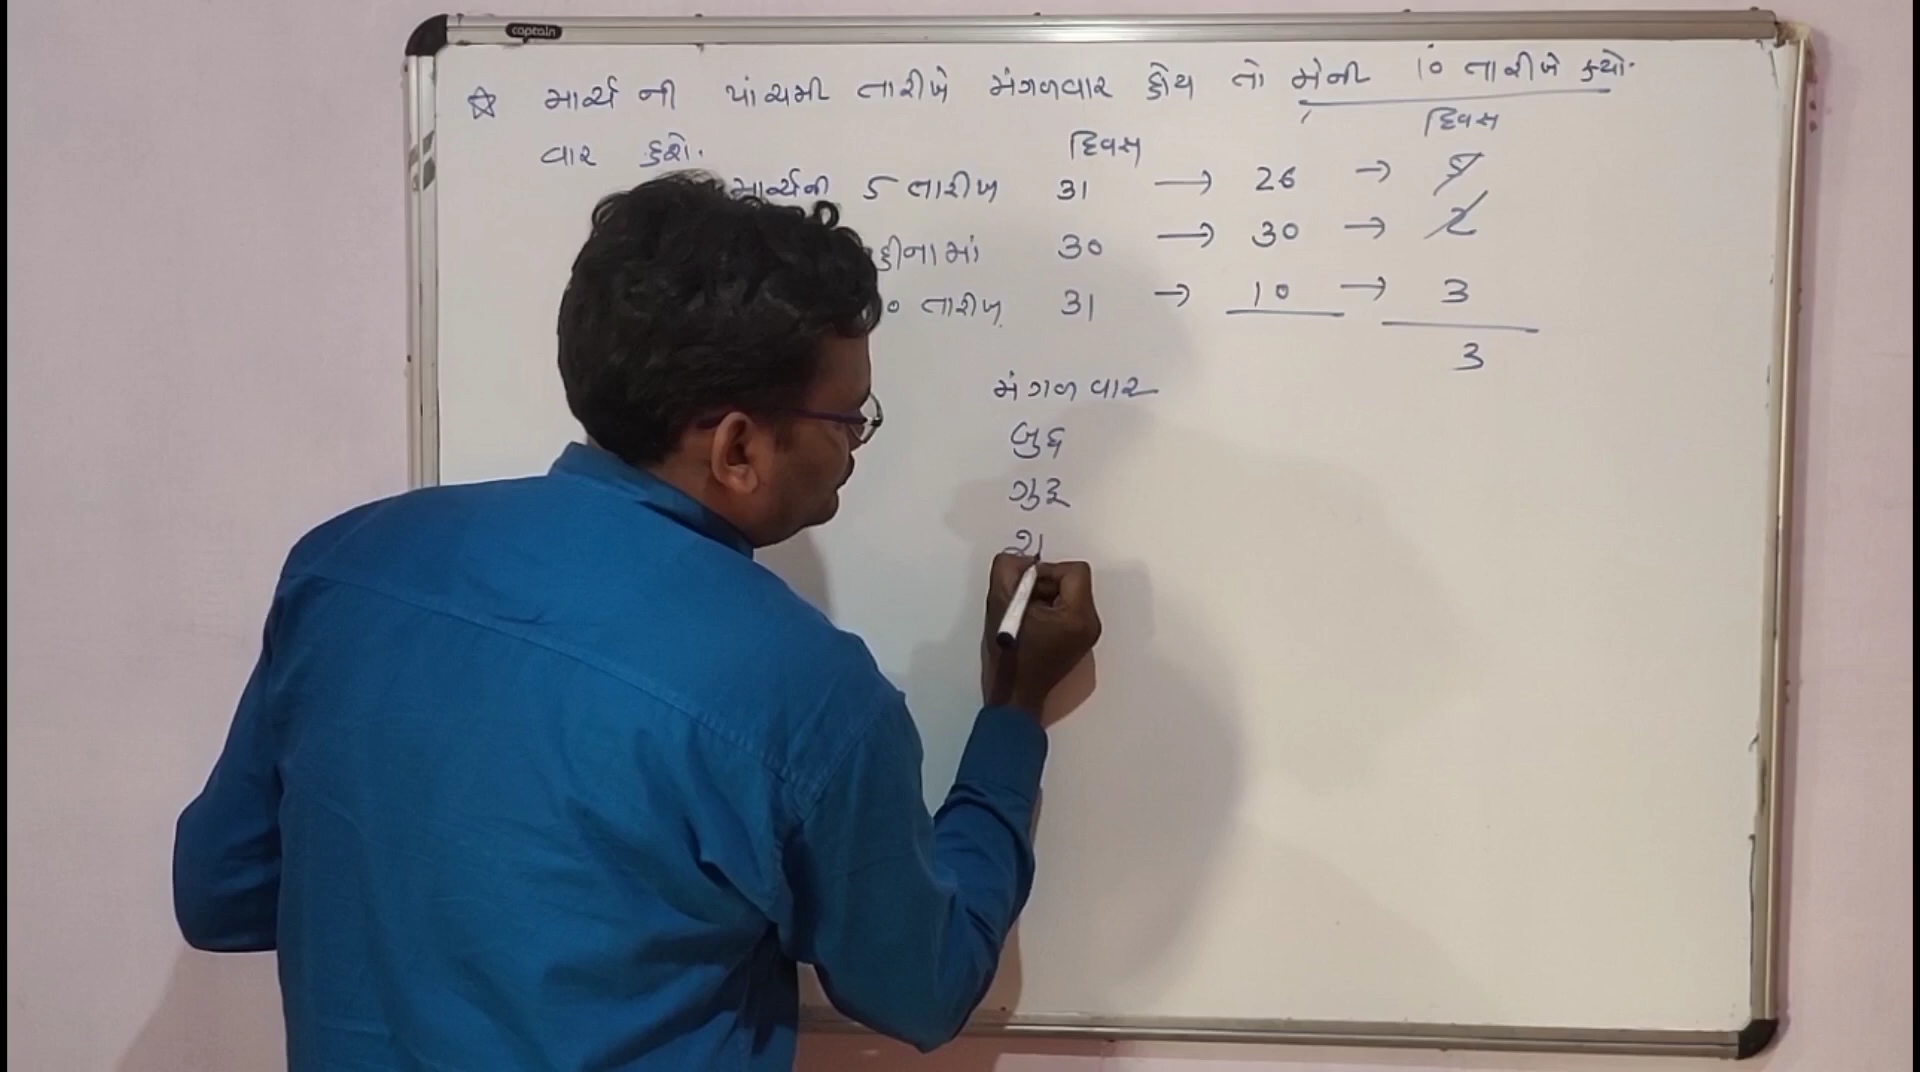 captain
☆ માર્ચ ની પાંચમી તારીખે મંગળવાર હોય તો મેની 10 તારીખે ક્યો
વાર હશે.
દિવસ દિવસ
માર્ચની 5 તારીખ 31 → 26 → 5
હીનામાં 30 → 30 → 2
0 તારીખ 31 → 10 → 3
3
મંગળવાર
બુધ
ગુરૂ
શ